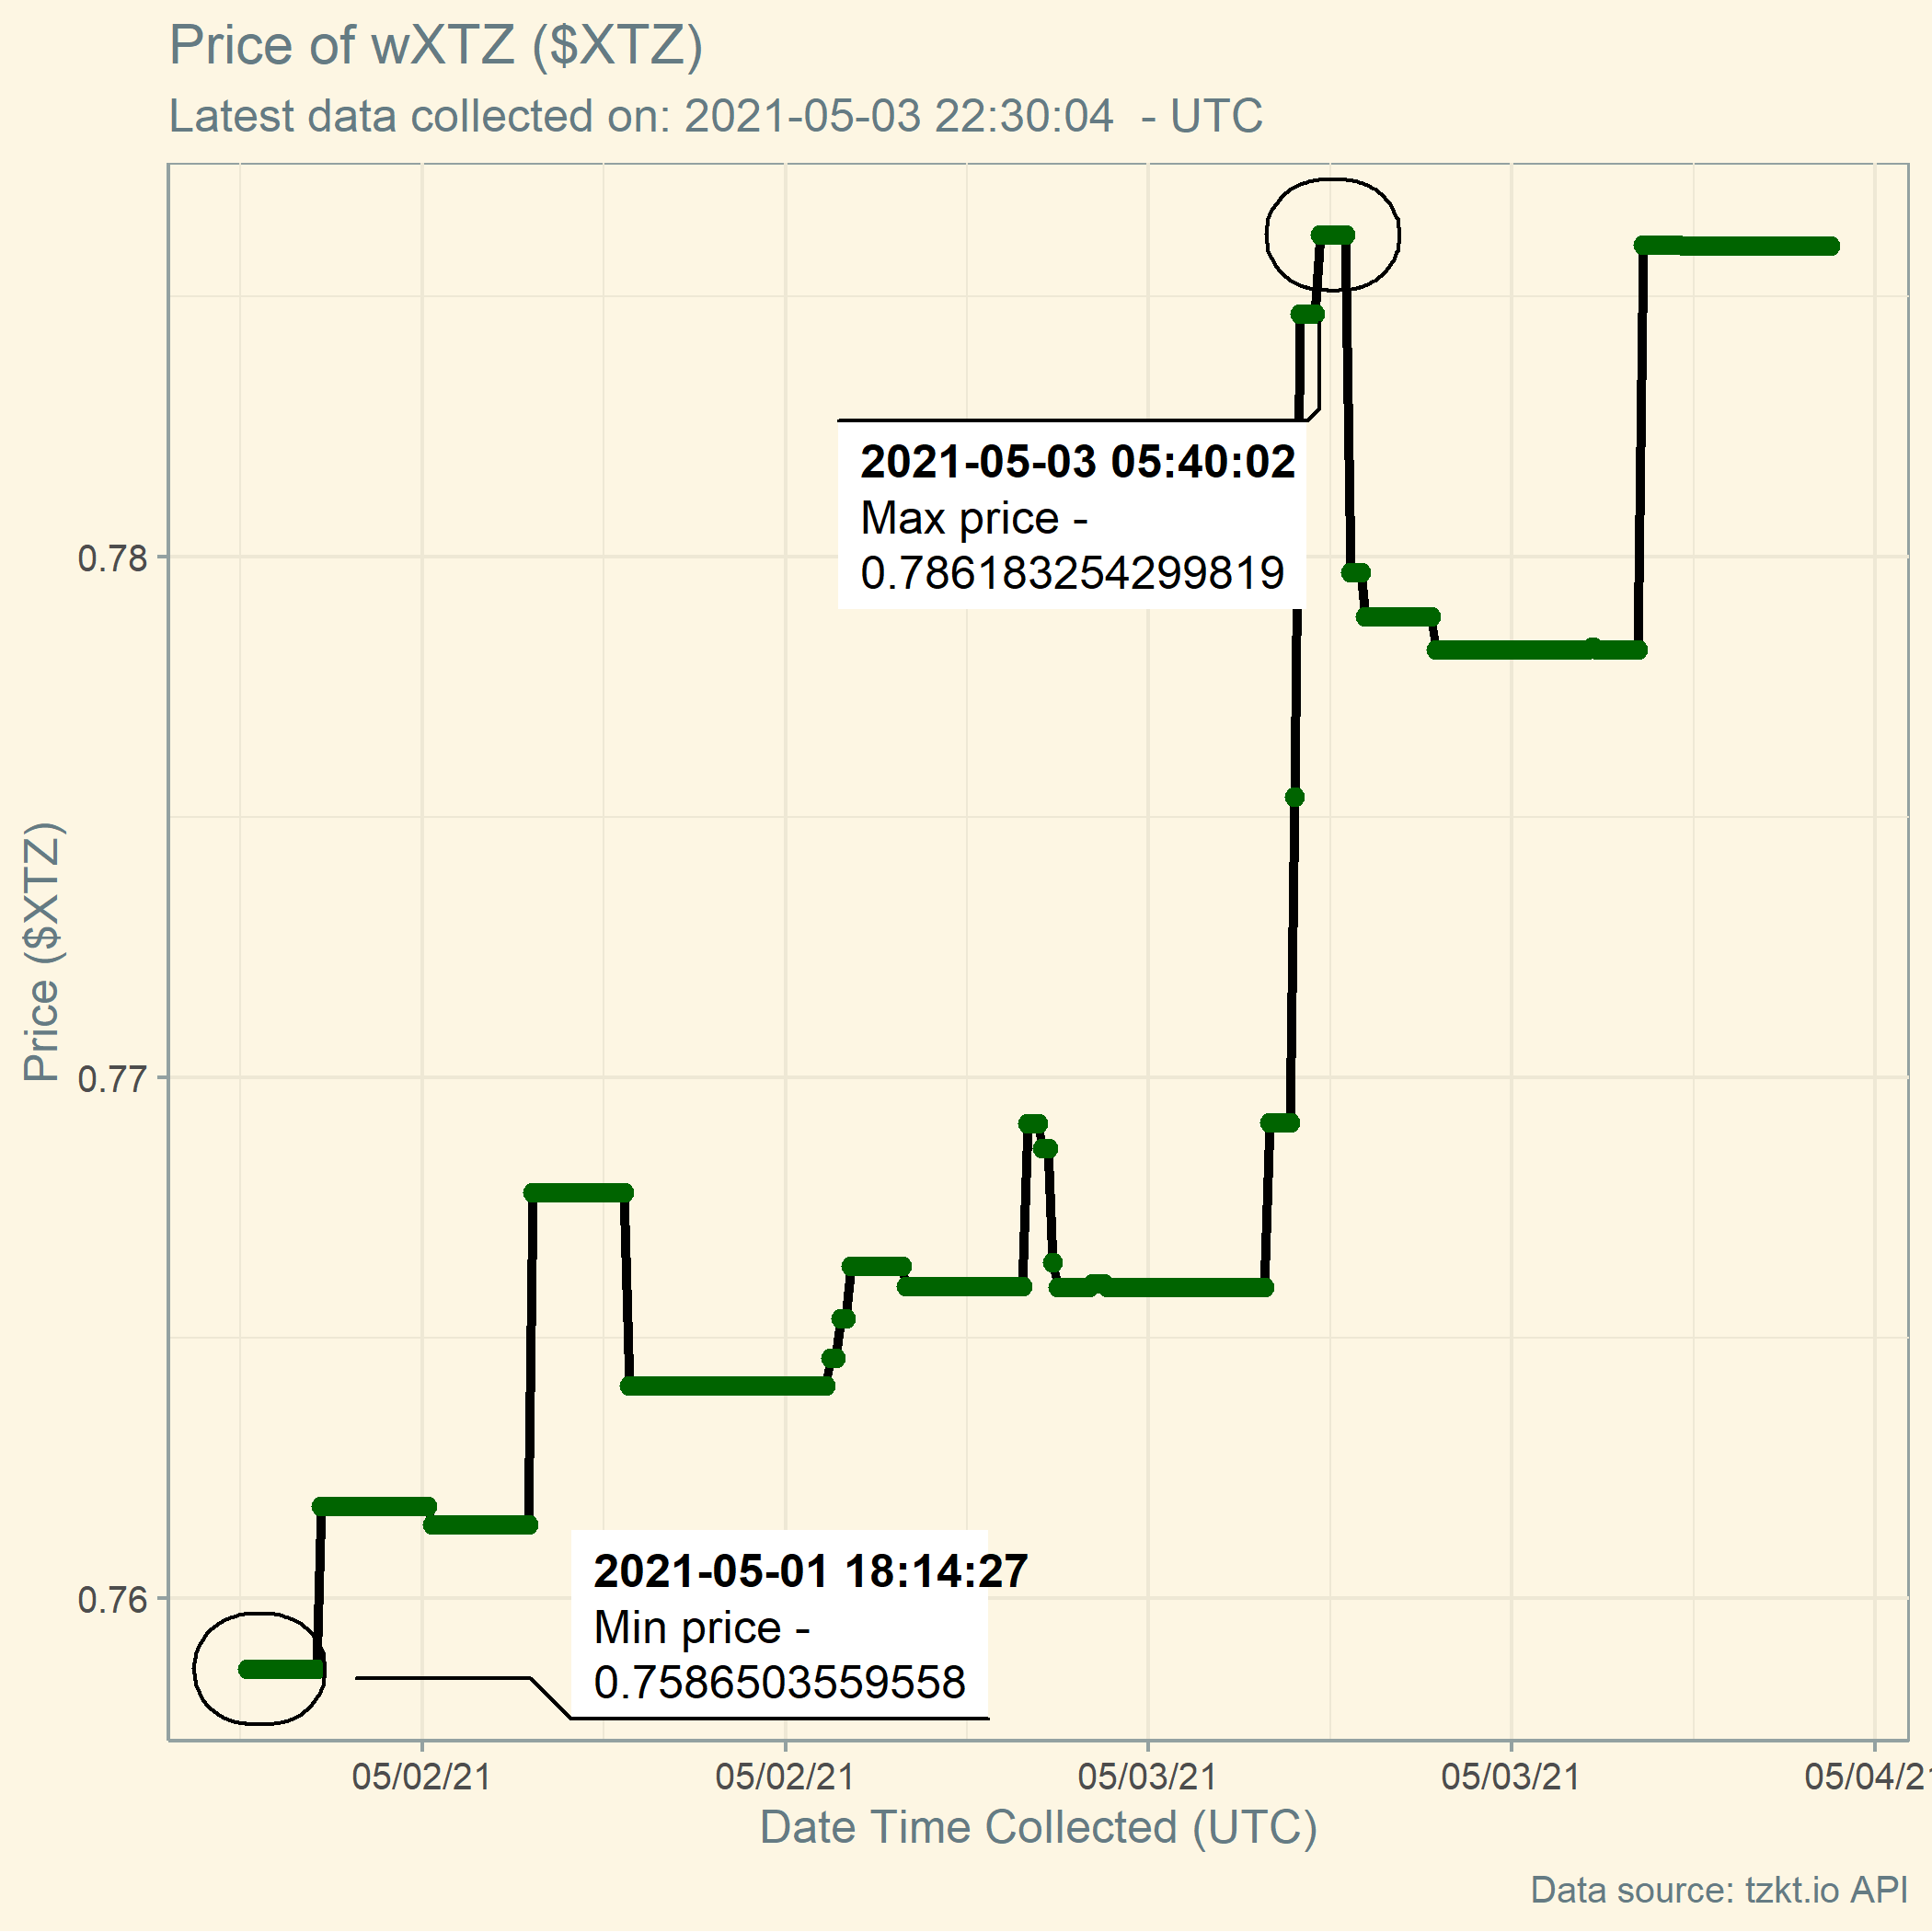 Price of wXTZ ($XTZ)
Latest data collected on: 2021-05-03 22:30:04 - UTC
2021-05-03 05:40:02
Max price -
0.786183254299819
0.78
Price ($XTZ)
0.77
0.76
2021-05-01 18:14:27
Min price -
0.7586503559558
05/02/21
05/02/21
05/03/21
05/03/21
05/04/21
Date Time Collected (UTC)
Data source: tzkt.io API